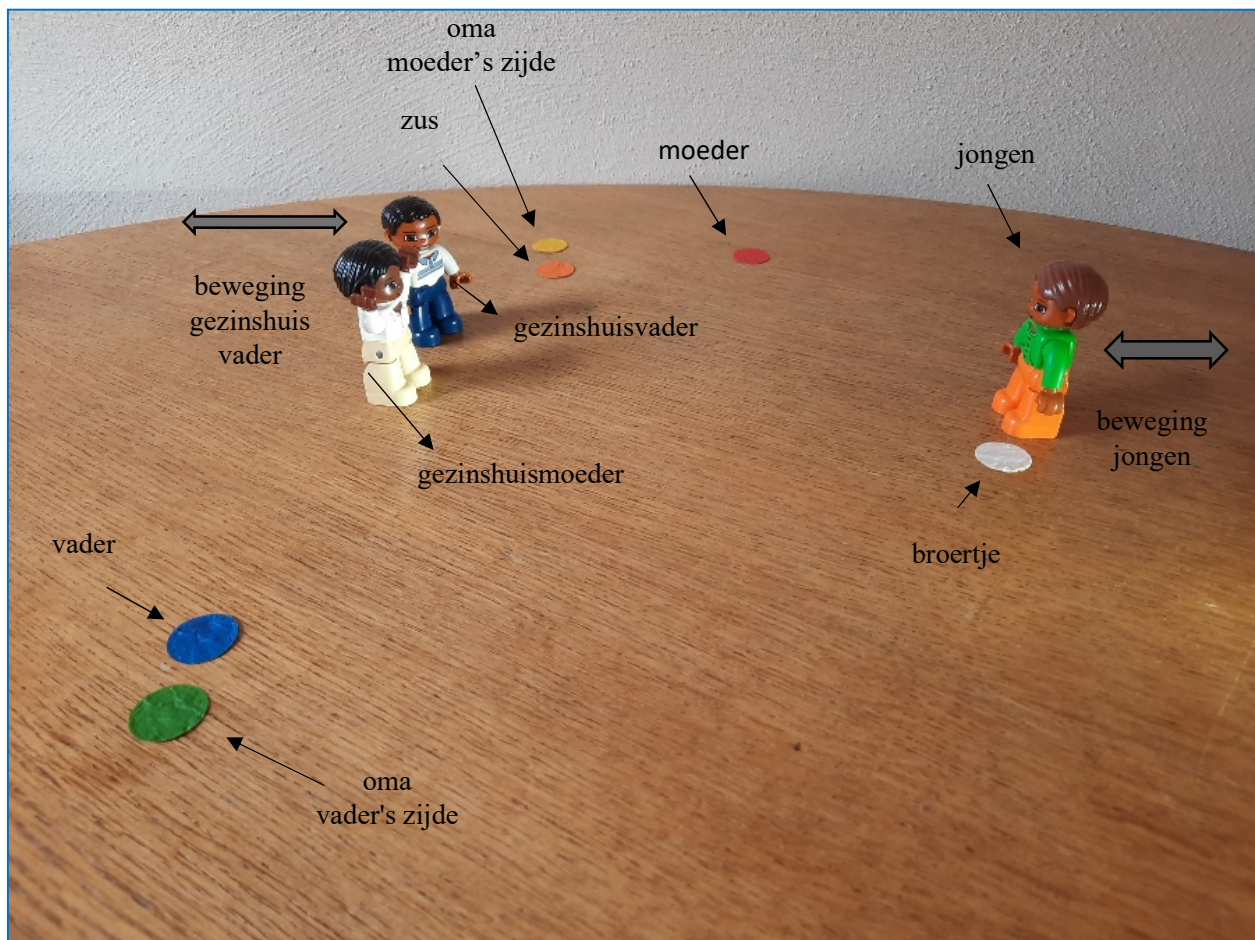 oma
moeder’s zijde
zus
moeder
jongen
beweging
gezinshuis
vader
gezinshuisvader
beweging
jongen
gezinshuismoeder
vader
broertje
oma
vader's zijde